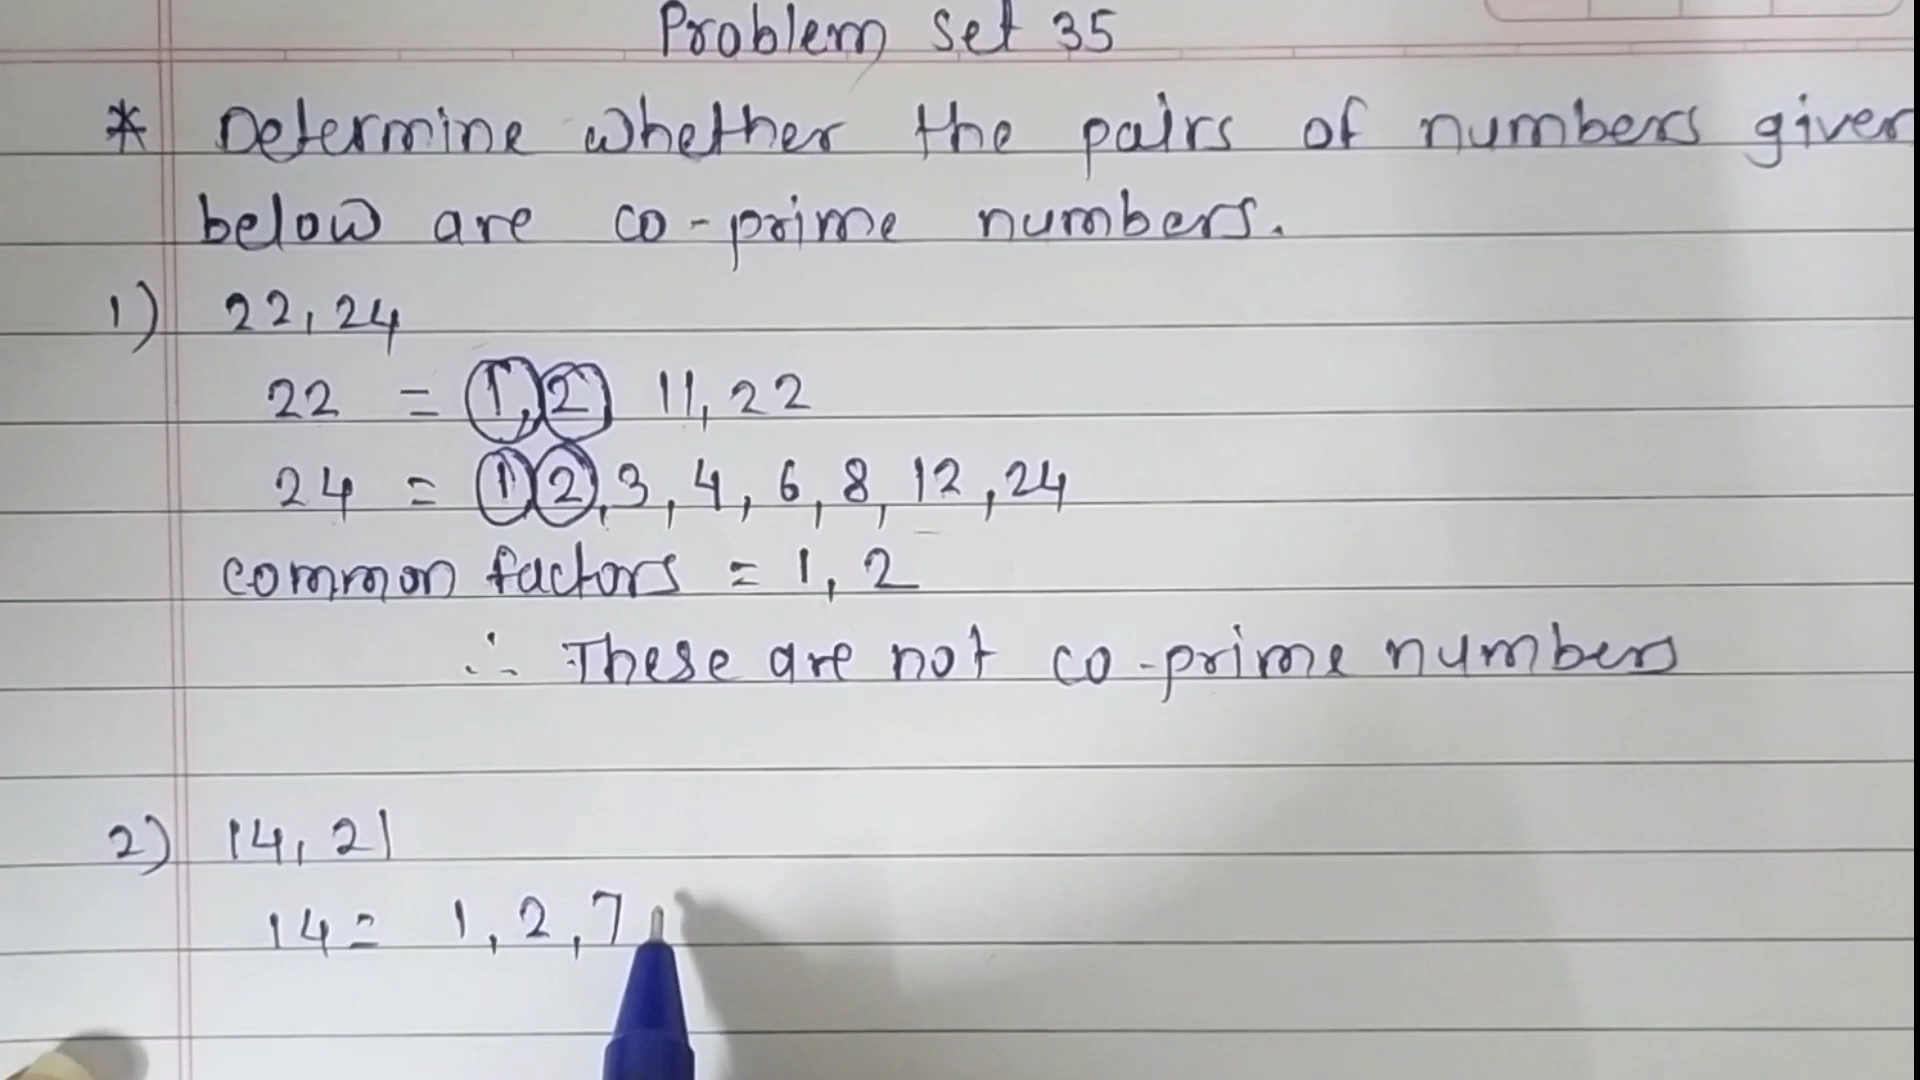 Problem Set 35
* Determine whether the pairs of numbers given
below are co-prime numbers.
1) 22, 24
22 = 1, 2 11, 22
24 = 1 2, 3, 4, 6, 8, 12, 24
common factors = 1, 2
∴ These are not co-prime numbers
2) 14, 21
14 = 1, 2, 7